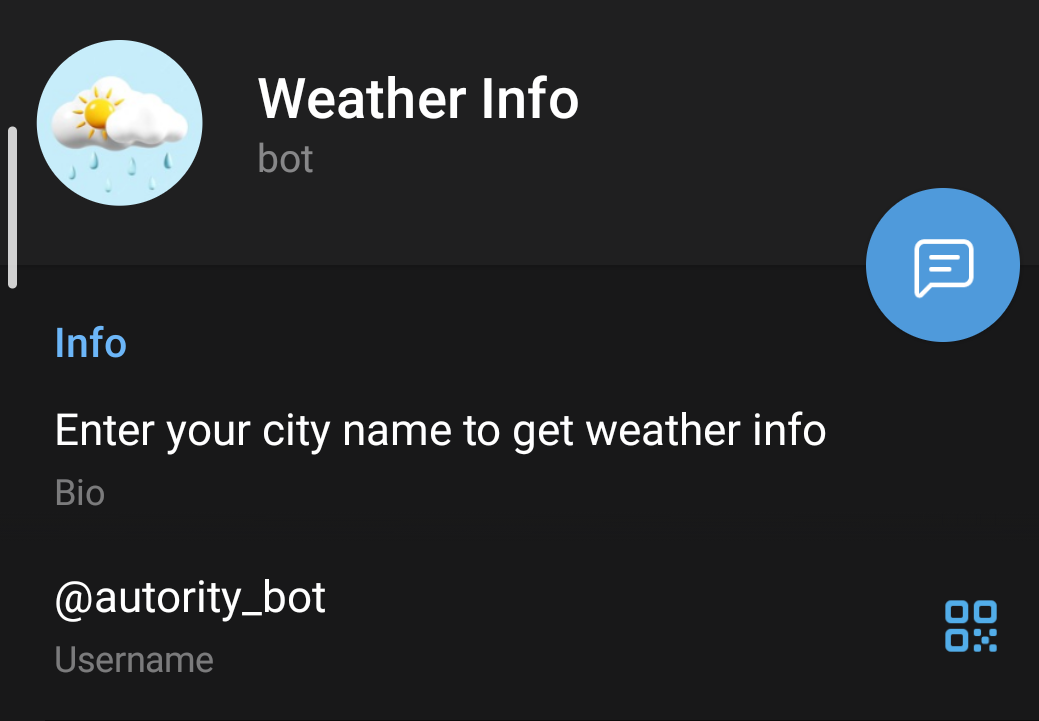 Weather Info
bot
Info
Enter your city name to get weather info
Bio
@autority_bot
Username